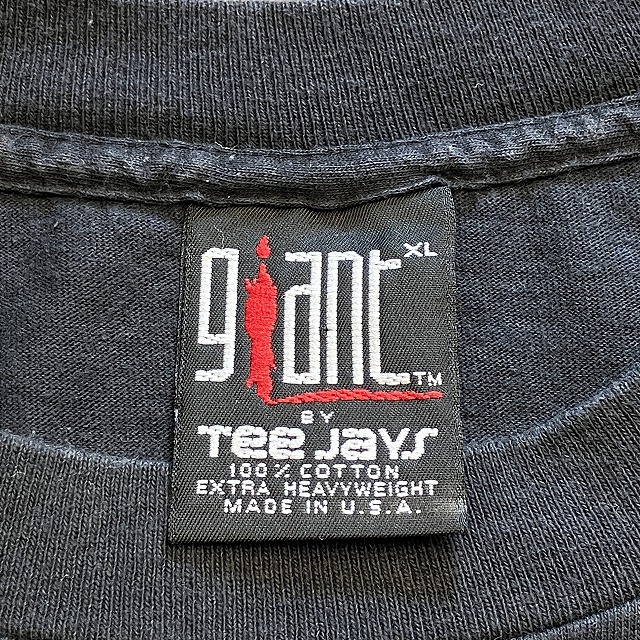 giant XL
TM
BY
Tee Jays
100% COTTON
EXTRA HEAVYWEIGHT
MADE IN U.S.A.